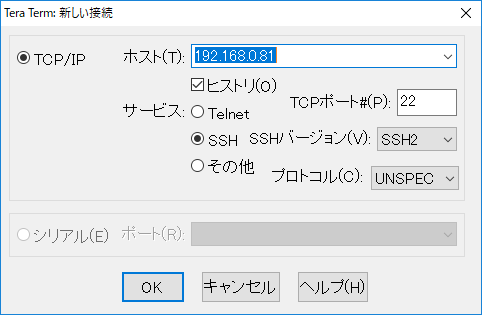 Tera Term: 新しい接続
TCP/IP
ホスト(T): 192.168.0.81
ヒストリ(O)
サービス: Telnet
TCPポート#(P): 22
SSH
SSHバージョン(V): SSH2
その他
プロトコル(C): UNSPEC
シリアル(E)
ポート(R):
OK
キャンセル
ヘルプ(H)